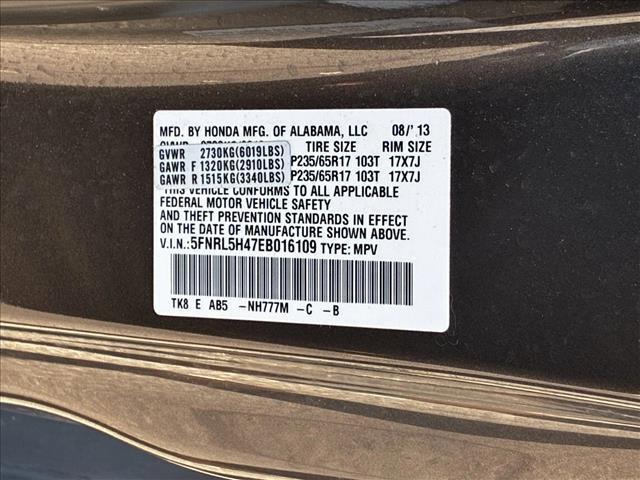 MFD. BY HONDA MFG. OF ALABAMA, LLC 08/'13
TIRE SIZE RIM SIZE
GVWR 2730KG(6019LBS)
GAWR F 1320KG(2910LBS) P235/65R17 103T 17X7J
GAWR R 1515KG(3340LBS) P235/65R17 103T 17X7J
THIS VEHICLE CONFORMS TO ALL APPLICABLE
FEDERAL MOTOR VEHICLE SAFETY
AND THEFT PREVENTION STANDARDS IN EFFECT
ON THE DATE OF MANUFACTURE SHOWN ABOVE.
V.I.N.: 5FNRL5H47EB016109 TYPE: MPV
TK8 E AB5 -NH777M -C -B